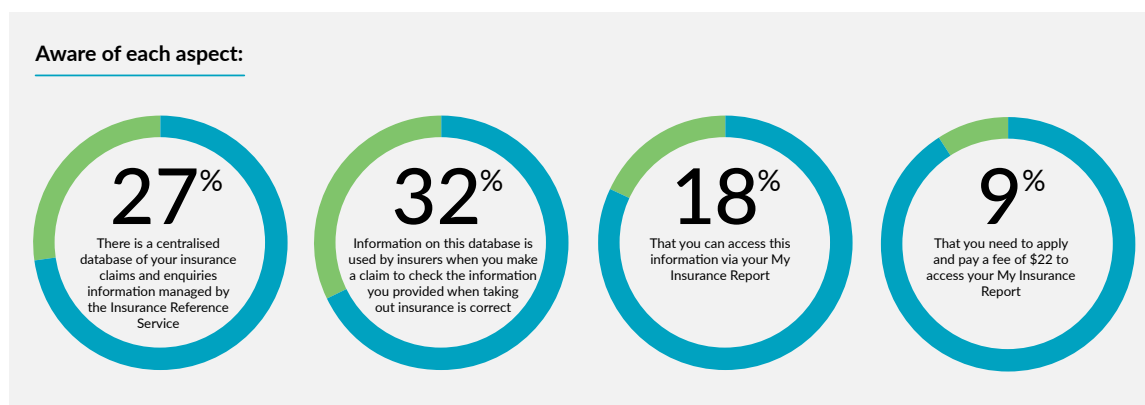 Aware of each aspect:
27%
There is a centralised
database of your insurance
claims and enquiries
information managed by
the Insurance Reference
Service
32%
Information on this database is
used by insurers when you make
a claim to check the information
you provided when taking
out insurance is correct
18%
That you can access this
information via your My
Insurance Report
9%
That you need to apply
and pay a fee of $22 to
access your My Insurance
Report